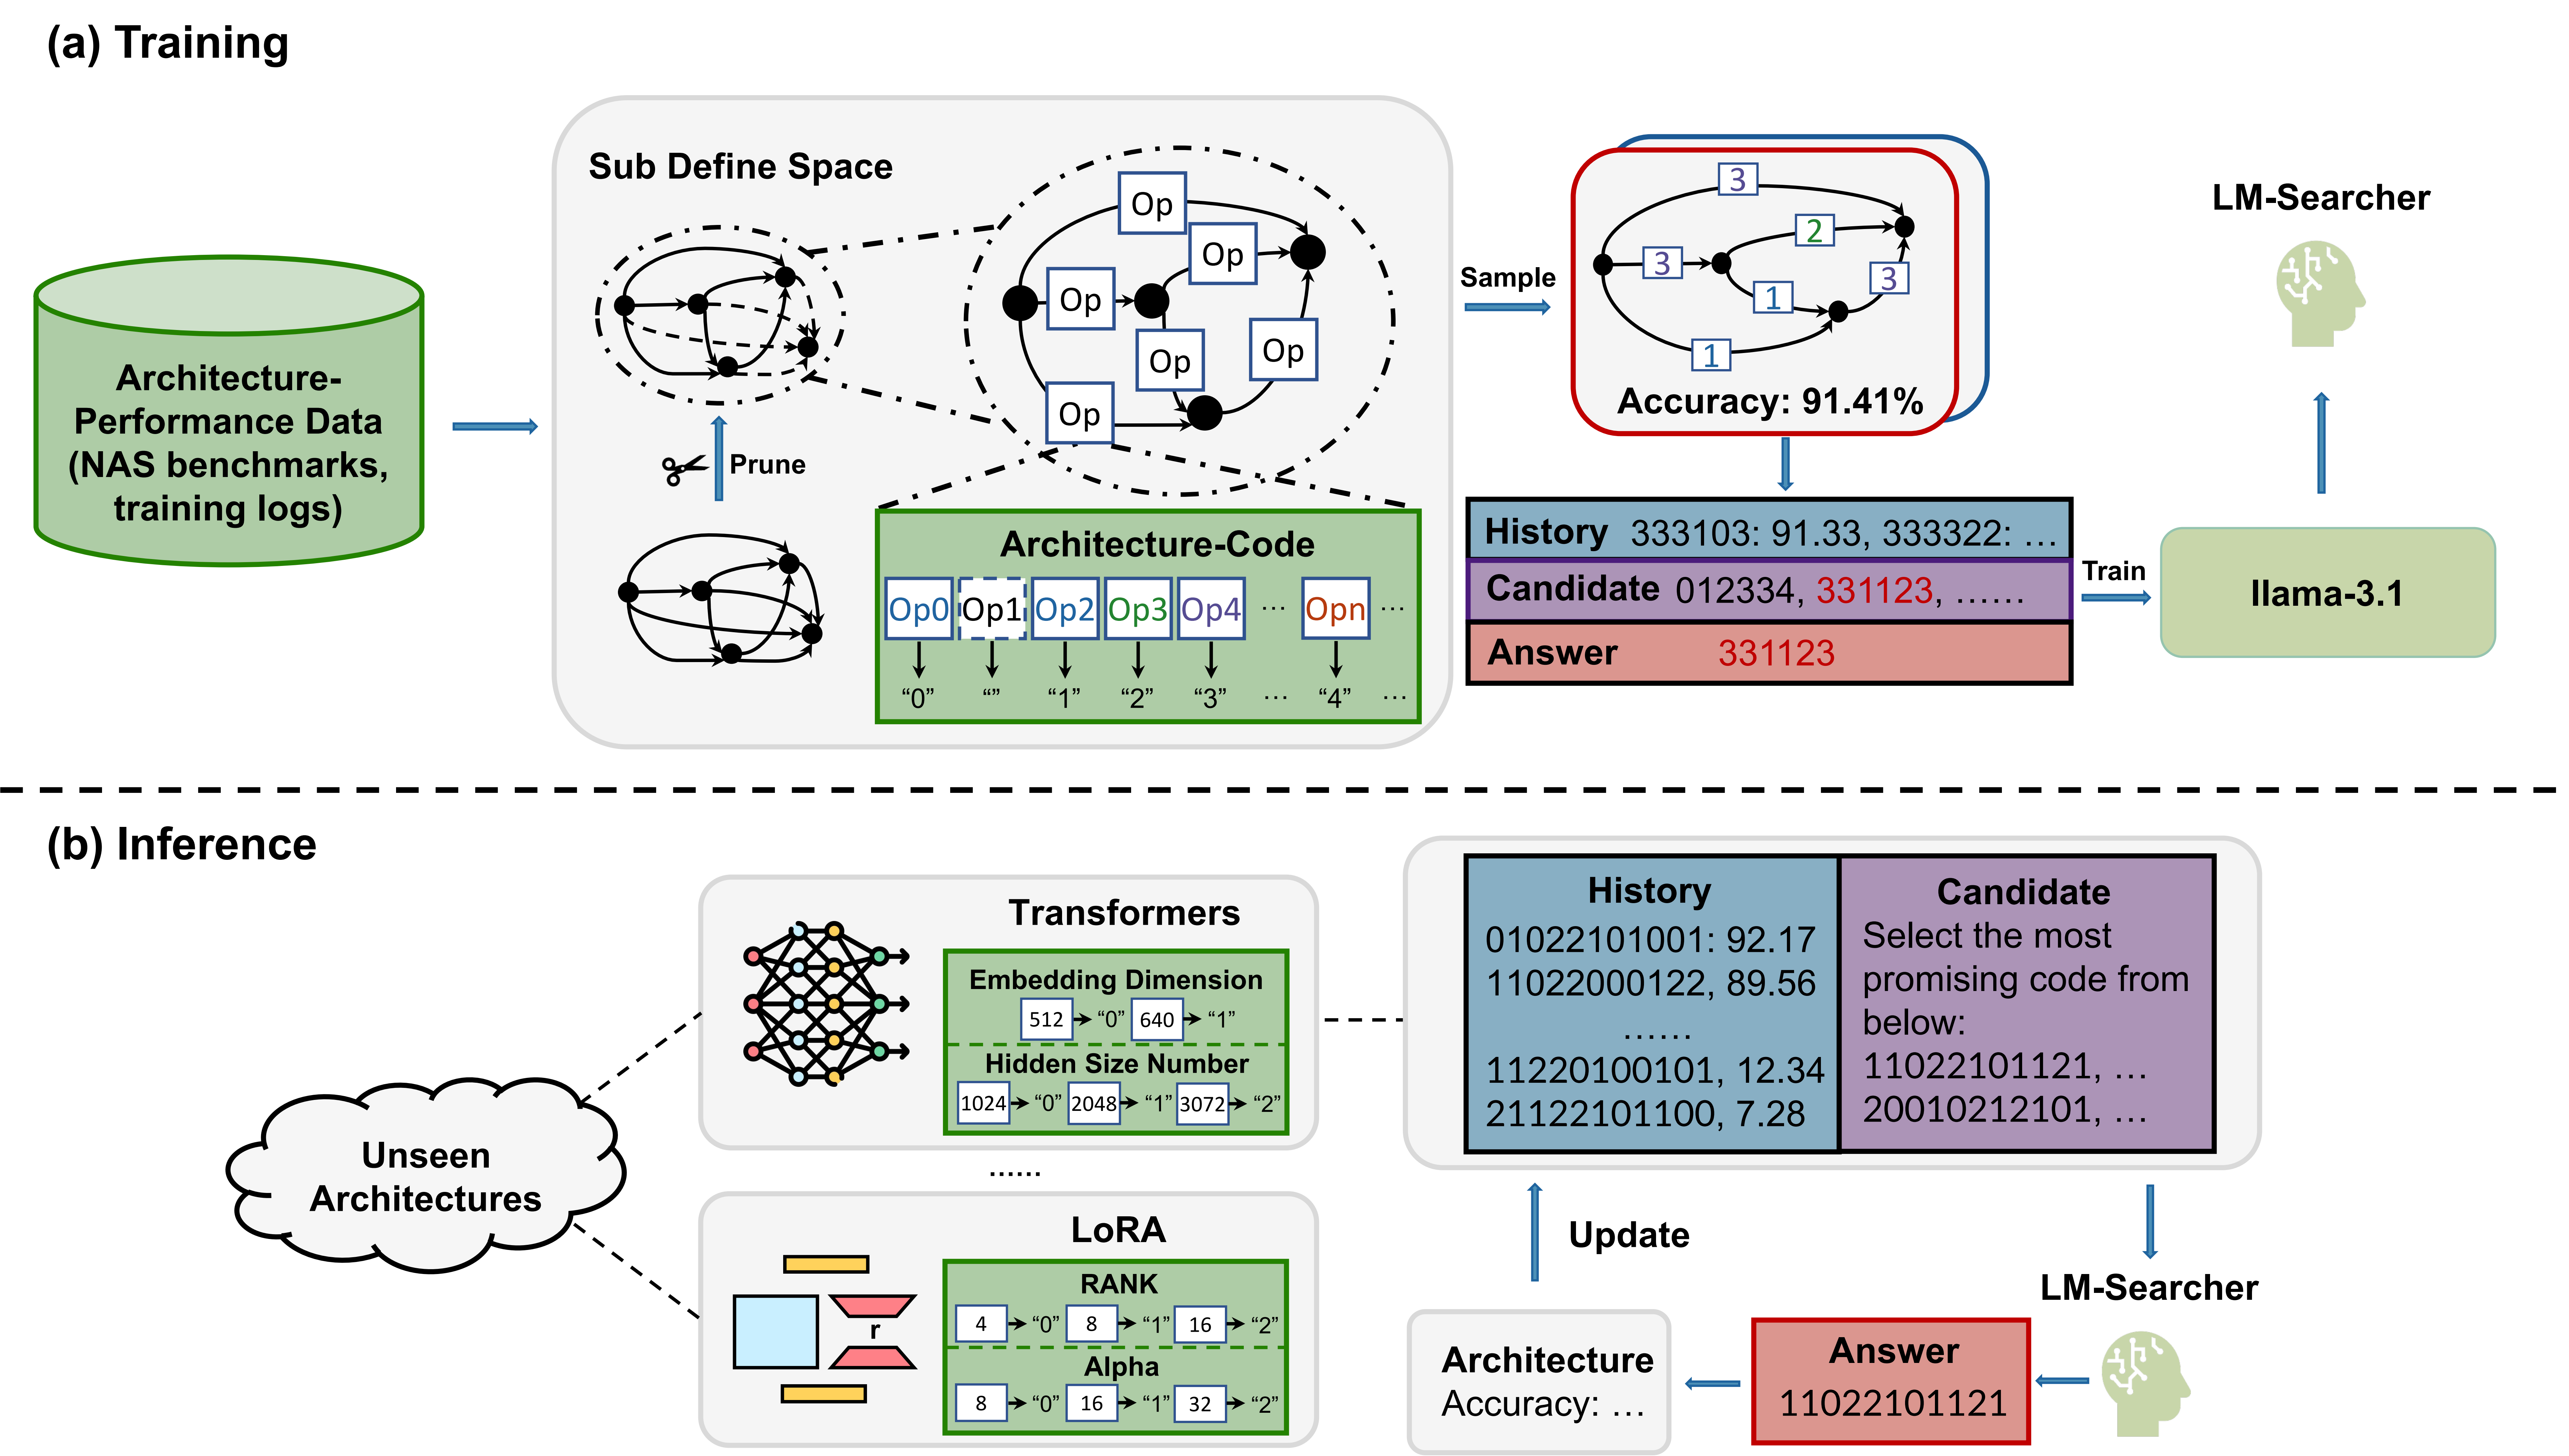 (a) Training
Architecture-
Performance Data
(NAS benchmarks,
training logs)
Sub Define Space
Prune
Op
Op
Op
Op
Op
Op
Architecture-Code
Op0 Op1 Op2 Op3 Op4 ... Opn ...
“0” “” “1” “2” “3” ... “4” ...
Sample
3
2
3
3
1
1
Accuracy: 91.41%
History 333103: 91.33, 333322: ...
Candidate 012334, 331123, ......
Answer 331123
Train
llama-3.1
LM-Searcher
(b) Inference
Unseen
Architectures
Transformers
Embedding Dimension
512 “0” 640 “1”
Hidden Size Number
1024 “0” 2048 “1” 3072 “2”
......
LoRA
r
RANK
4 “0” 8 “1” 16 “2”
Alpha
8 “0” 16 “1” 32 “2”
History
01022101001: 92.17
11022000122, 89.56
......
11220100101, 12.34
21122101100, 7.28
Candidate
Select the most
promising code from
below:
11022101121, ...
20010212101, ...
Update
LM-Searcher
Answer
11022101121
Architecture
Accuracy: ...